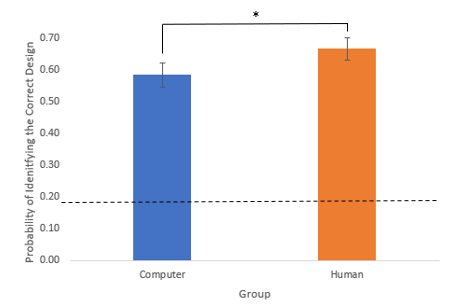 *
Probability of Idenitfying the Correct Design
0.70
0.60
0.50
0.40
0.30
0.20
0.10
0.00
Computer
Human
Group